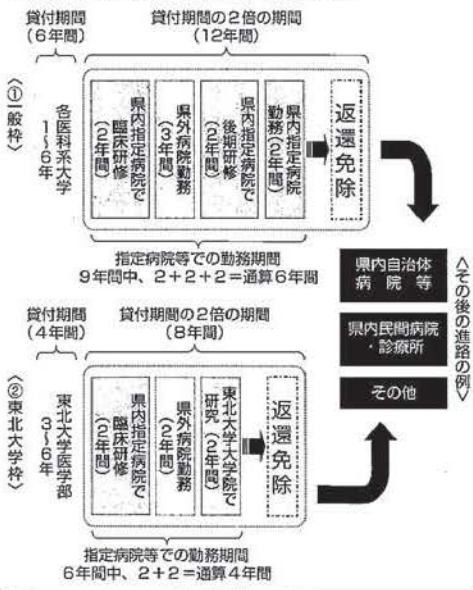 貸付期間
(6年間)
貸付期間の2倍の期間
(12年間)
〈①一般枠〉
各医科系大学
1~6年
県内指定病院で
臨床研修
(2年間)
県外病院勤務
(3年間)
県内指定病院で
後期研修
(2年間)
県内指定病院
勤務(2年間)
返還免除
指定病院等での勤務期間
9年間中、2+2+2=通算6年間
〈その後の進路の例〉
県内自治体
病院等
県内民間病院
・診療所
その他
貸付期間
(4年間)
貸付期間の2倍の期間
(8年間)
〈②東北大学枠〉
東北大学医学部
3~6年
県内指定病院で
臨床研修
(2年間)
県外病院勤務
(2年間)
東北大学大学院で
研究(2年間)
返還免除
指定病院等での勤務期間
6年間中、2+2=通算4年間